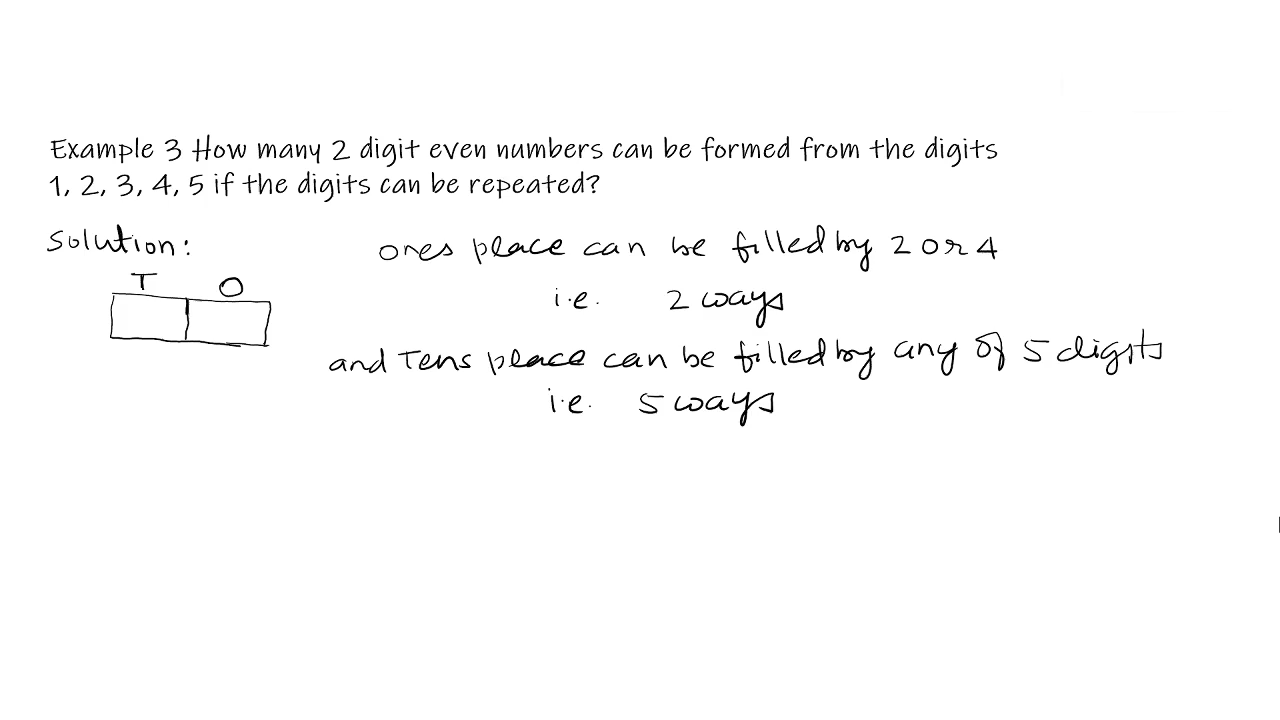 Example 3 How many 2 digit even numbers can be formed from the digits
1, 2, 3, 4, 5 if the digits can be repeated?
Solution:
T O
ones place can be filled by 2 or 4
i.e. 2 ways
and Tens place can be filled by any of 5 digits
i.e. 5 ways